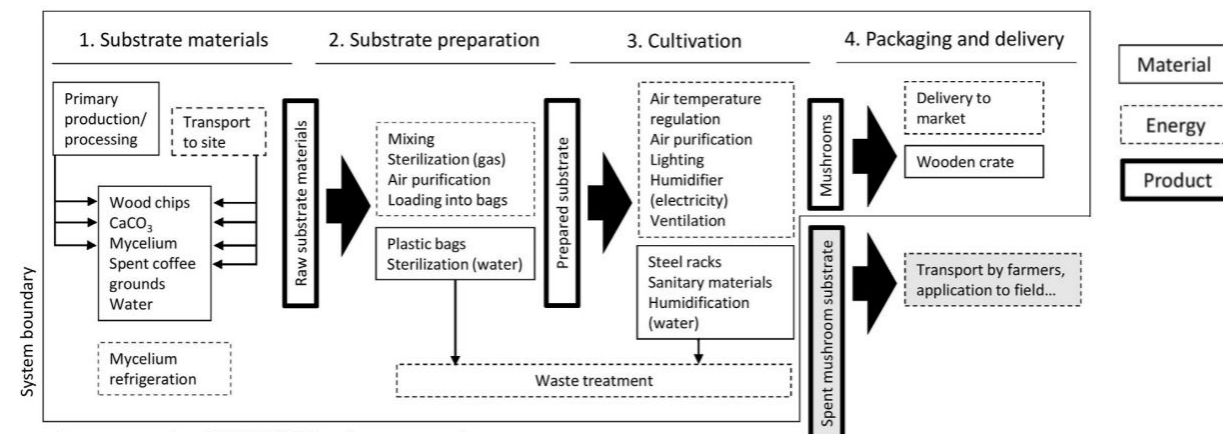 1. Substrate materials
2. Substrate preparation
3. Cultivation
4. Packaging and delivery
Primary
production/
processing
Transport
to site
Wood chips
CaCO₃
Mycelium
Spent coffee
grounds
Water
Mycelium
refrigeration
Raw substrate materials
Mixing
Sterilization (gas)
Air purification
Loading into bags
Plastic bags
Sterilization (water)
Prepared substrate
Air temperature
regulation
Air purification
Lighting
Humidifier
(electricity)
Ventilation
Steel racks
Sanitary materials
Humidification
(water)
Waste treatment
Mushrooms
Delivery to
market
Wooden crate
Spent mushroom substrate
Transport by farmers,
application to field…
Material
Energy
Product
System boundary